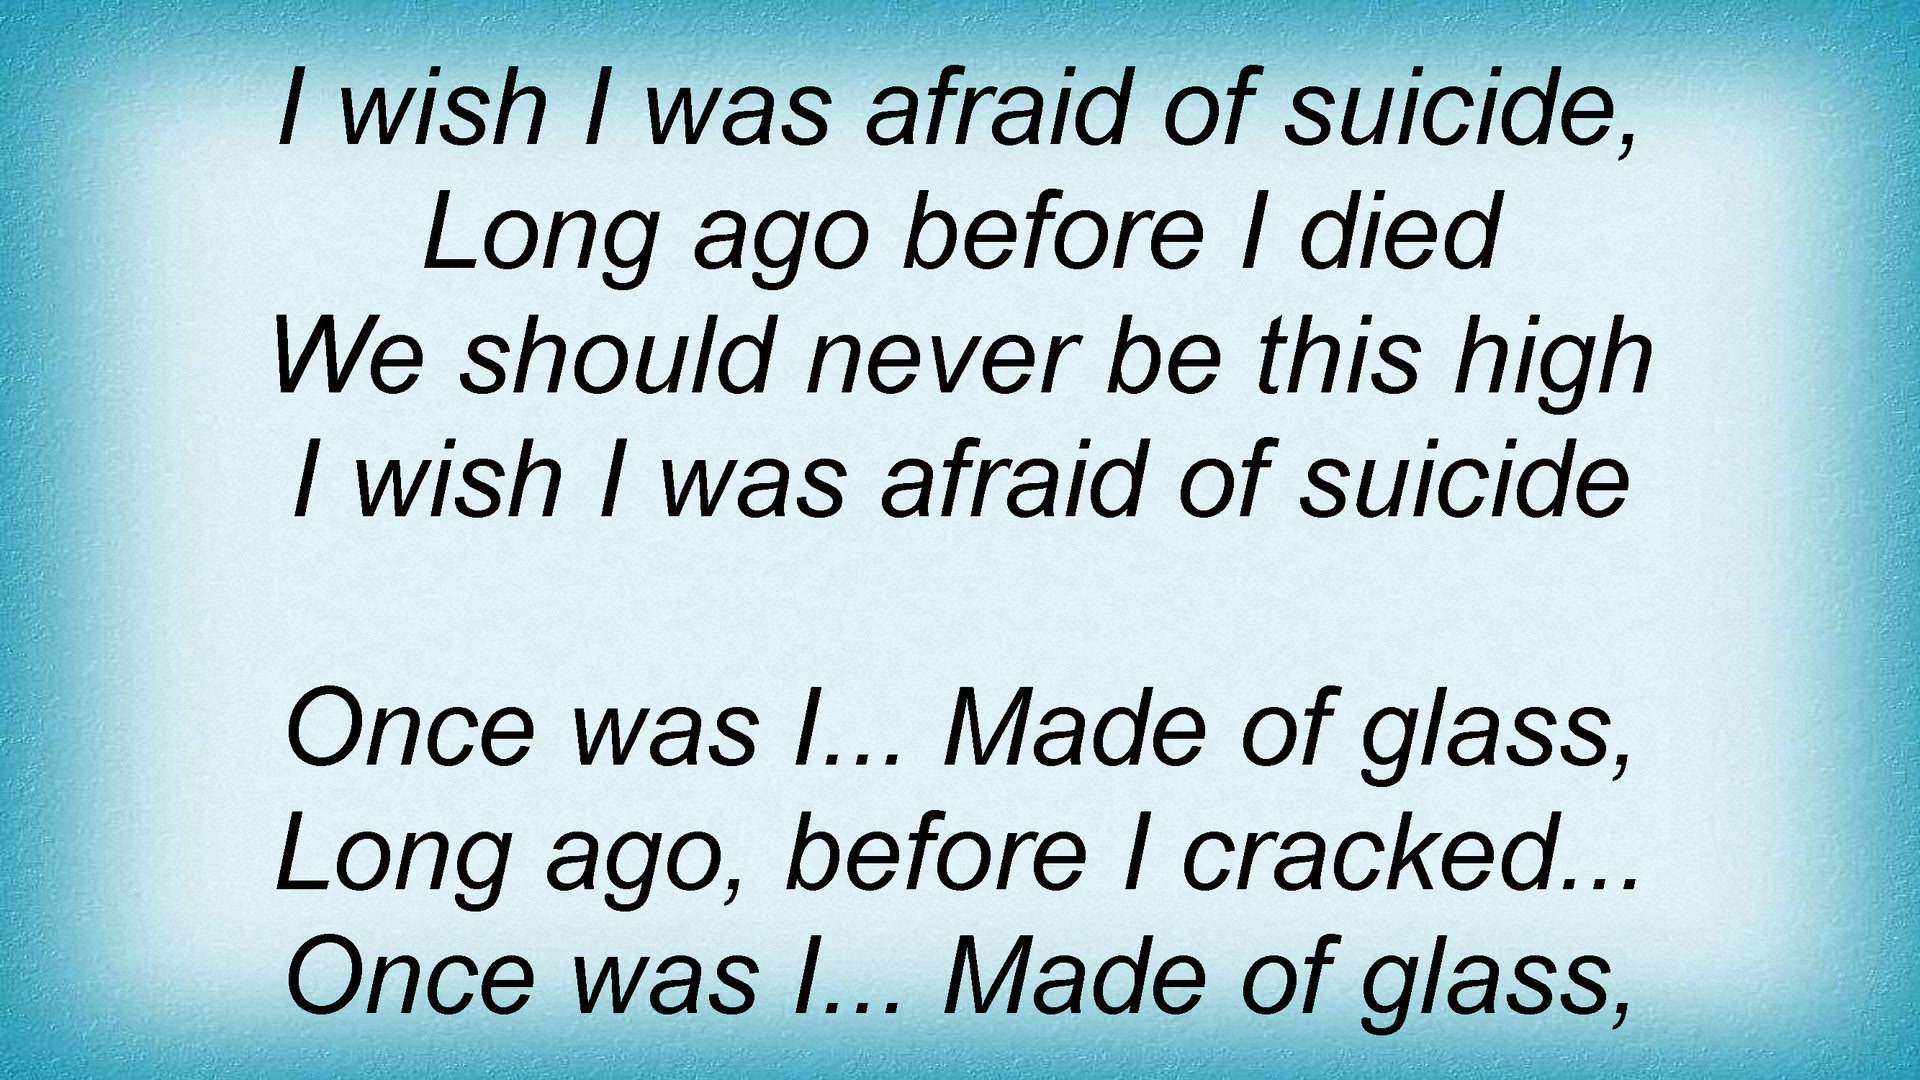 I wish I was afraid of suicide,
Long ago before I died
We should never be this high
I wish I was afraid of suicide
Once was I... Made of glass,
Long ago, before I cracked...
Once was I... Made of glass,